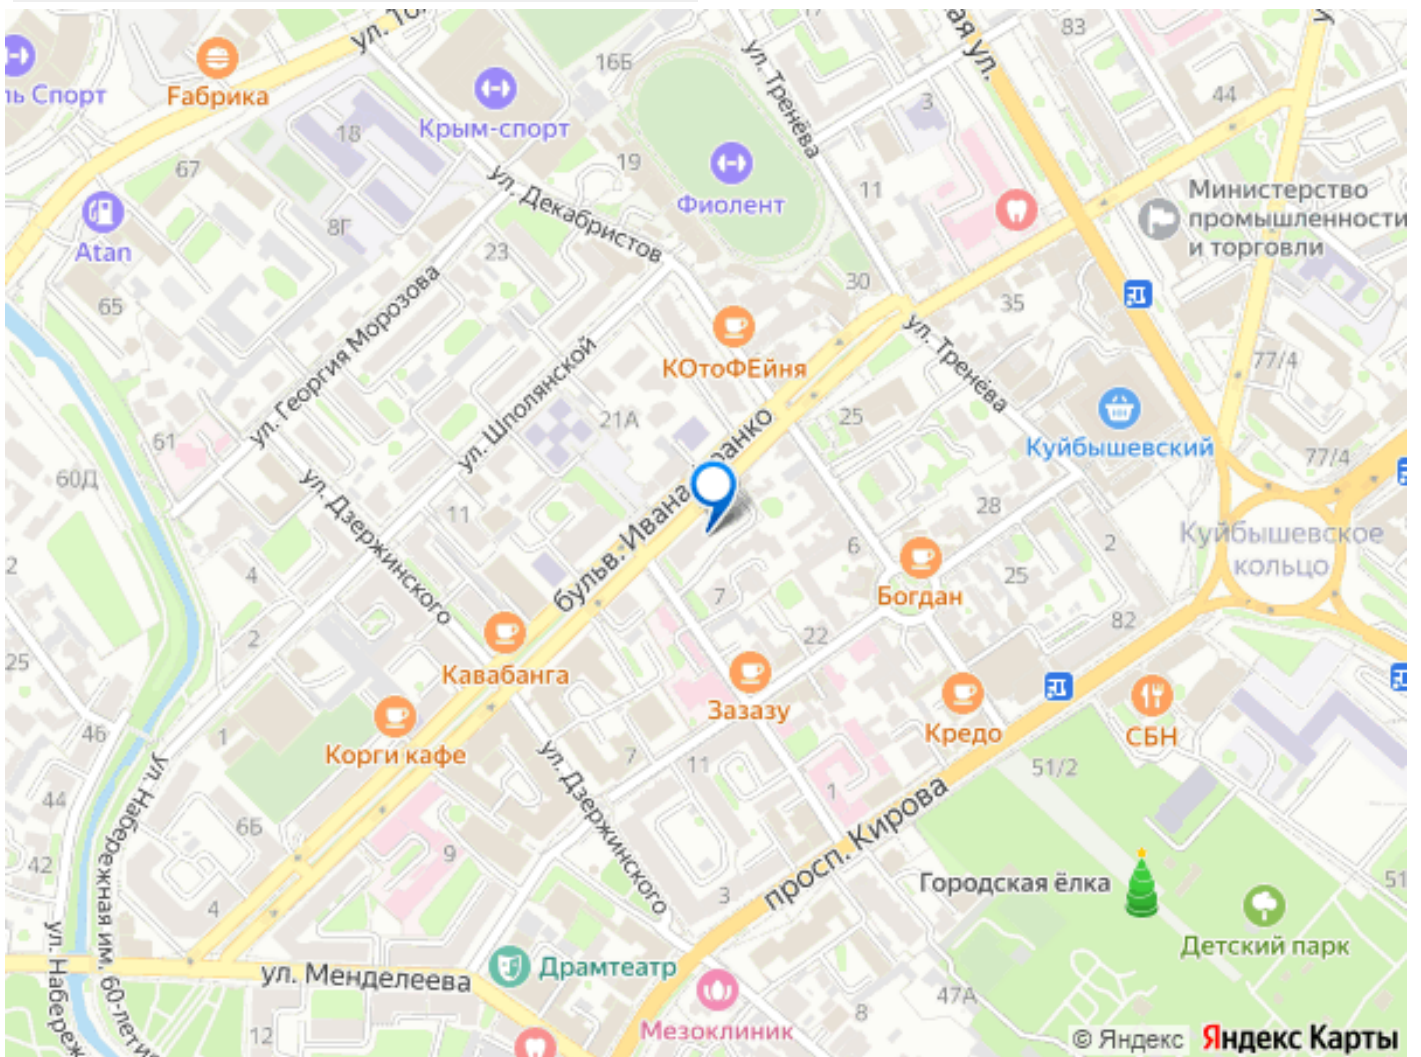 ул. То
ая ул.
83
16Б
ул. Тренёва
44
ль Спорт
Fабрика
Крым-спорт
3
18
19
67
11
ул. Декабристов
Фиолент
Министерство
промышленности
и торговли
8Г
Atan
23
30
65
35
ул. Георгия Морозова
КОтоФЕйня
ул. Тренёва
77/4
ул. Шполянской
21А
25
Куйбышевский
61
77/4
60Д
бульв. Ивана Франко
ул. Дзержинского
11
28
Куйбышевское
кольцо
2
6
2
4
25
Богдан
7
82
22
2
25
Кавабанга
Зазазу
Кредо
СБН
46
1
Корги кафе
7
11
51/2
ул. Набережная им. 60-летия
44
ул. Дзержинского
1
просп. Кирова
6Б
42
9
3
Городская ёлка
51
4
Детский парк
ул. Набереж
ул. Менделеева
Драмтеатр
47А
12
Мезоклиник
8
© Яндекс Яндекс Карты